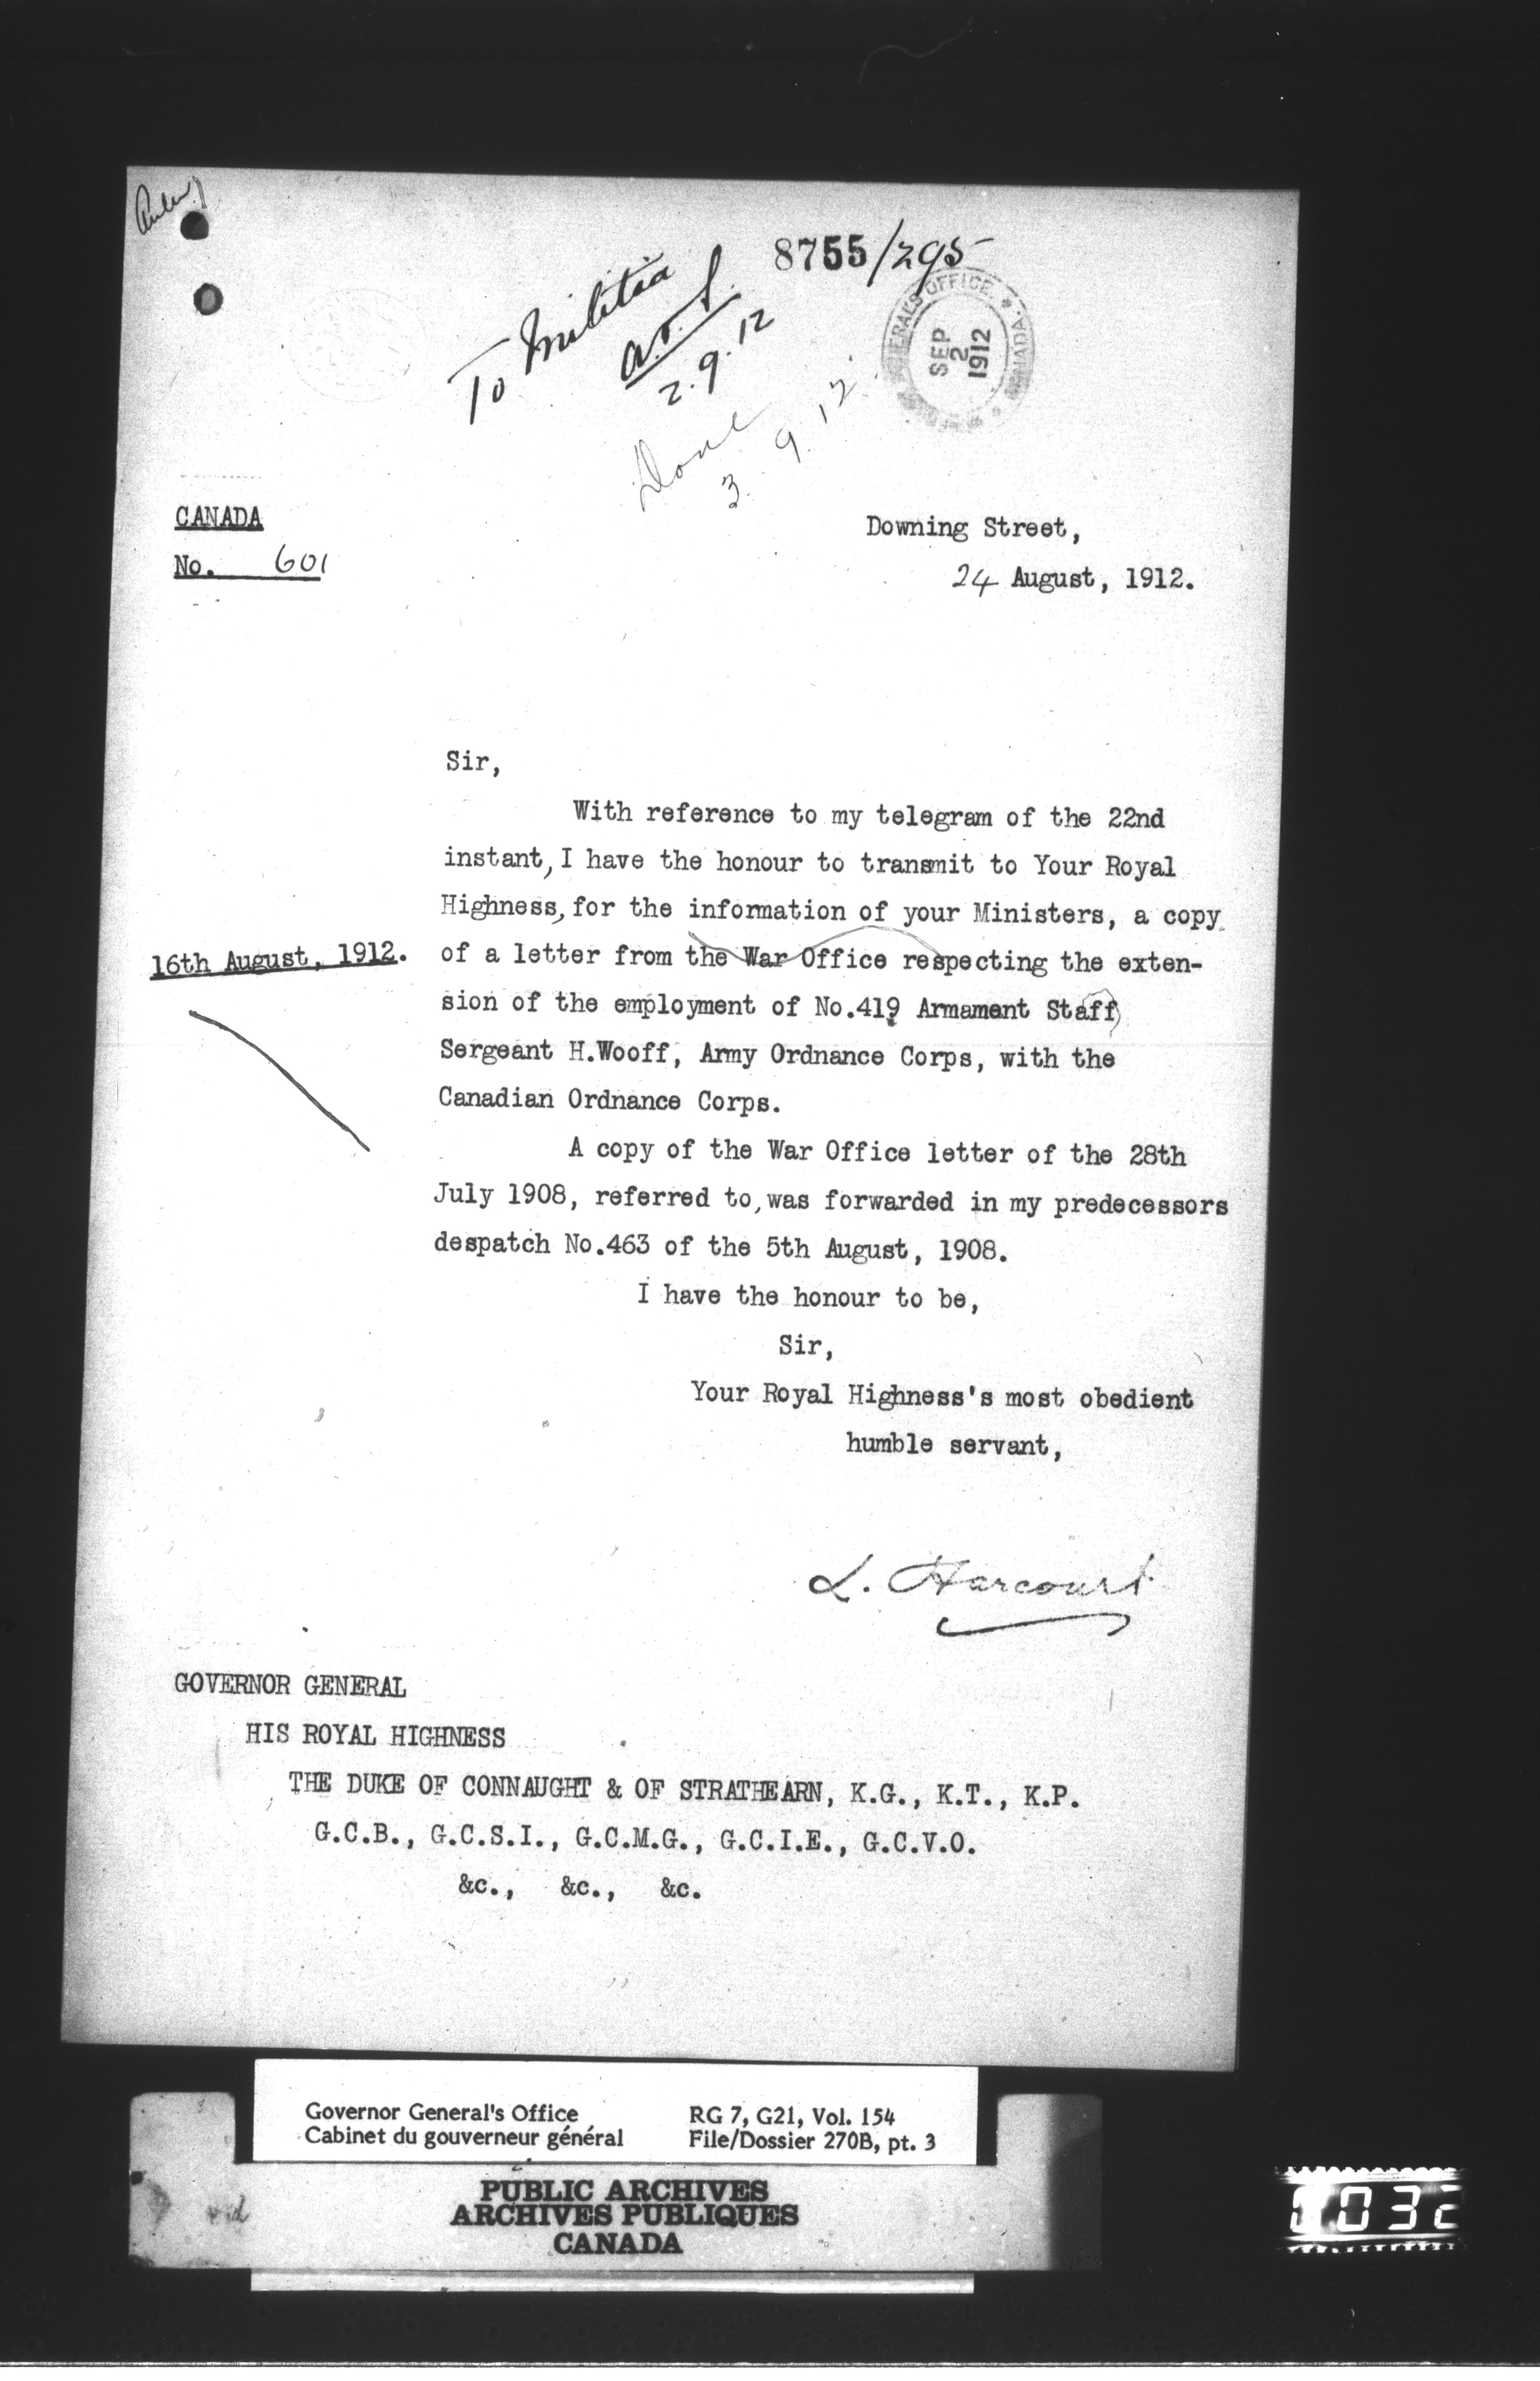 8755/295
To Militia
2.9.12
Done
3.9.12.
ERAL'S OFFICE.
SEP
2
1912
CANADA
No. 601
Downing Street,
24 August, 1912.
Sir,
With reference to my telegram of the 22nd
instant, I have the honour to transmit to Your Royal
Highness, for the information of your Ministers, a copy
16th August, 1912.
of a letter from the War Office respecting the exten-
sion of the employment of No.419 Armament Staff
Sergeant H.Wooff, Army Ordnance Corps, with the
Canadian Ordnance Corps.
A copy of the War Office letter of the 28th
July 1908, referred to, was forwarded in my predecessors
despatch No.463 of the 5th August, 1908.
I have the honour to be,
Sir,
Your Royal Highness's most obedient
humble servant,
L. Harcourt
GOVERNOR GENERAL
HIS ROYAL HIGHNESS
THE DUKE OF CONNAUGHT & OF STRATHEARN, K.G., K.T., K.P.
G.C.B., G.C.S.I., G.C.M.G., G.C.I.E., G.C.V.O.
&c., &c., &c.
Governor General's Office
Cabinet du gouverneur général
RG 7, G21, Vol. 154
File/Dossier 270B, pt. 3
PUBLIC ARCHIVES
ARCHIVES PUBLIQUES
CANADA